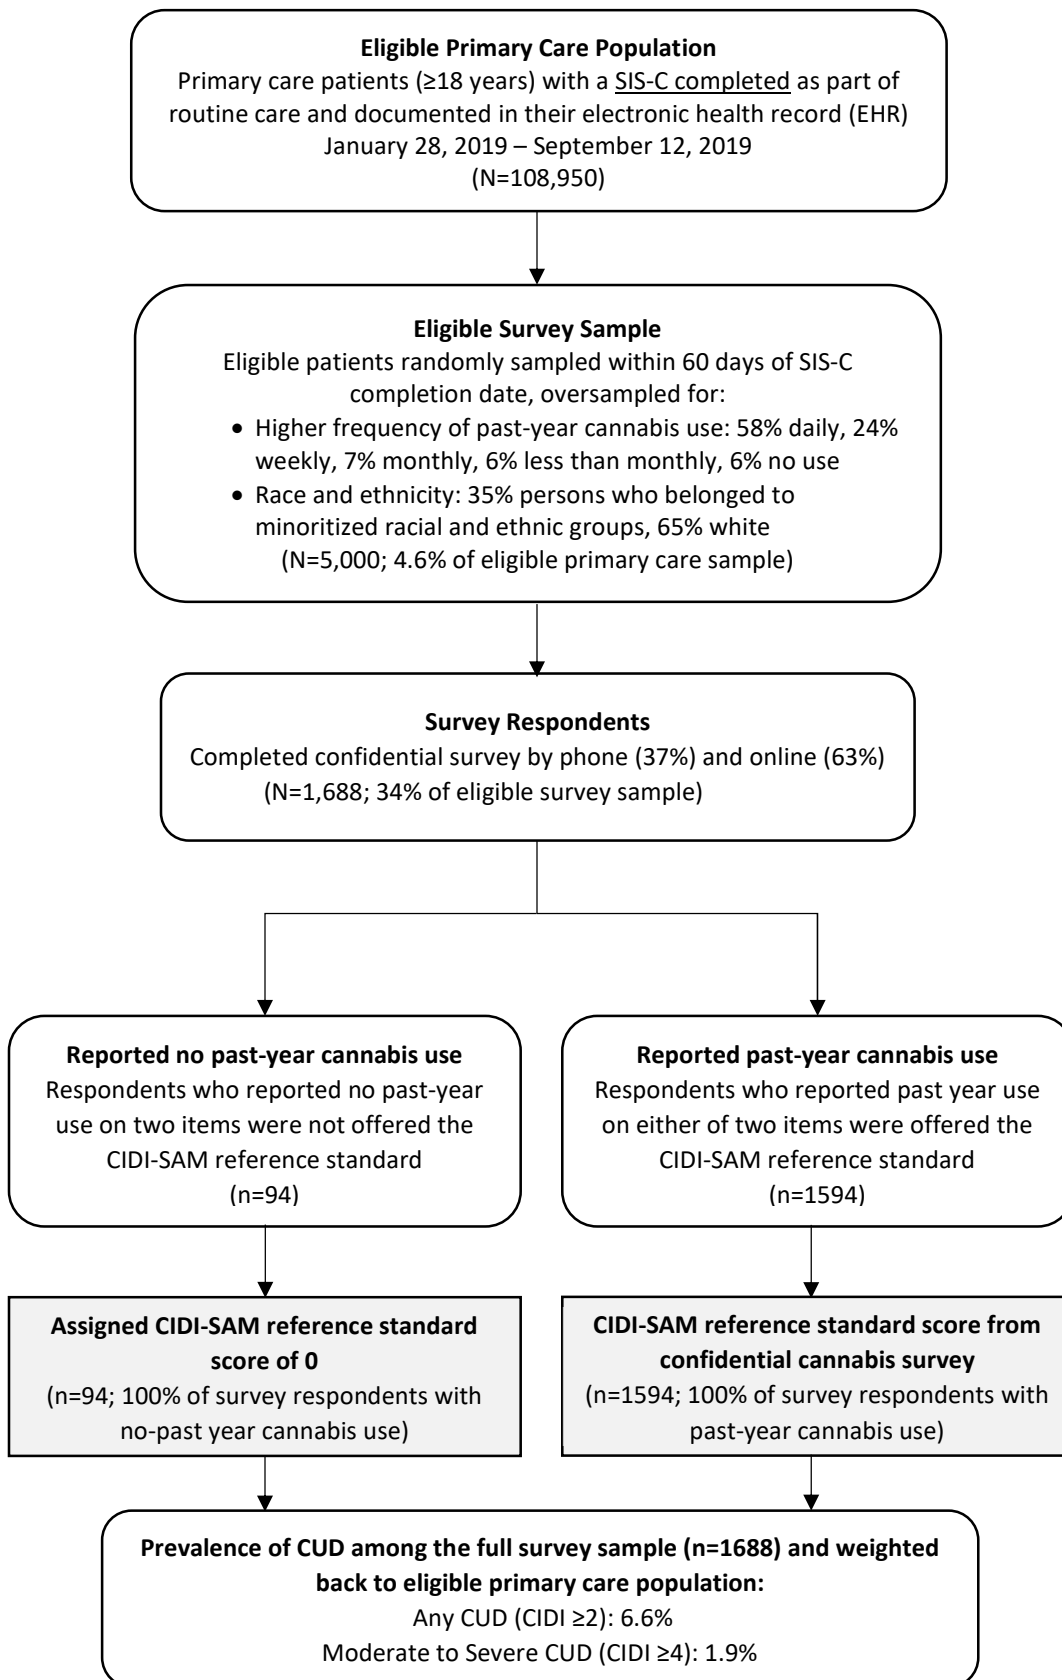 Eligible Primary Care Population
Primary care patients (≥18 years) with a SIS-C completed as part of
routine care and documented in their electronic health record (EHR)
January 28, 2019 – September 12, 2019
(N=108,950)
Eligible Survey Sample
Eligible patients randomly sampled within 60 days of SIS-C
completion date, oversampled for:
• Higher frequency of past-year cannabis use: 58% daily, 24%
weekly, 7% monthly, 6% less than monthly, 6% no use
• Race and ethnicity: 35% persons who belonged to
minoritized racial and ethnic groups, 65% white
(N=5,000; 4.6% of eligible primary care sample)
Survey Respondents
Completed confidential survey by phone (37%) and online (63%)
(N=1,688; 34% of eligible survey sample)
Reported no past-year cannabis use
Respondents who reported no past-year
use on two items were not offered the
CIDI-SAM reference standard
(n=94)
Reported past-year cannabis use
Respondents who reported past year use
on either of two items were offered the
CIDI-SAM reference standard
(n=1594)
Assigned CIDI-SAM reference standard
score of 0
(n=94; 100% of survey respondents with
no-past year cannabis use)
CIDI-SAM reference standard score from
confidential cannabis survey
(n=1594; 100% of survey respondents with
past-year cannabis use)
Prevalence of CUD among the full survey sample (n=1688) and weighted
back to eligible primary care population:
Any CUD (CIDI ≥2): 6.6%
Moderate to Severe CUD (CIDI ≥4): 1.9%